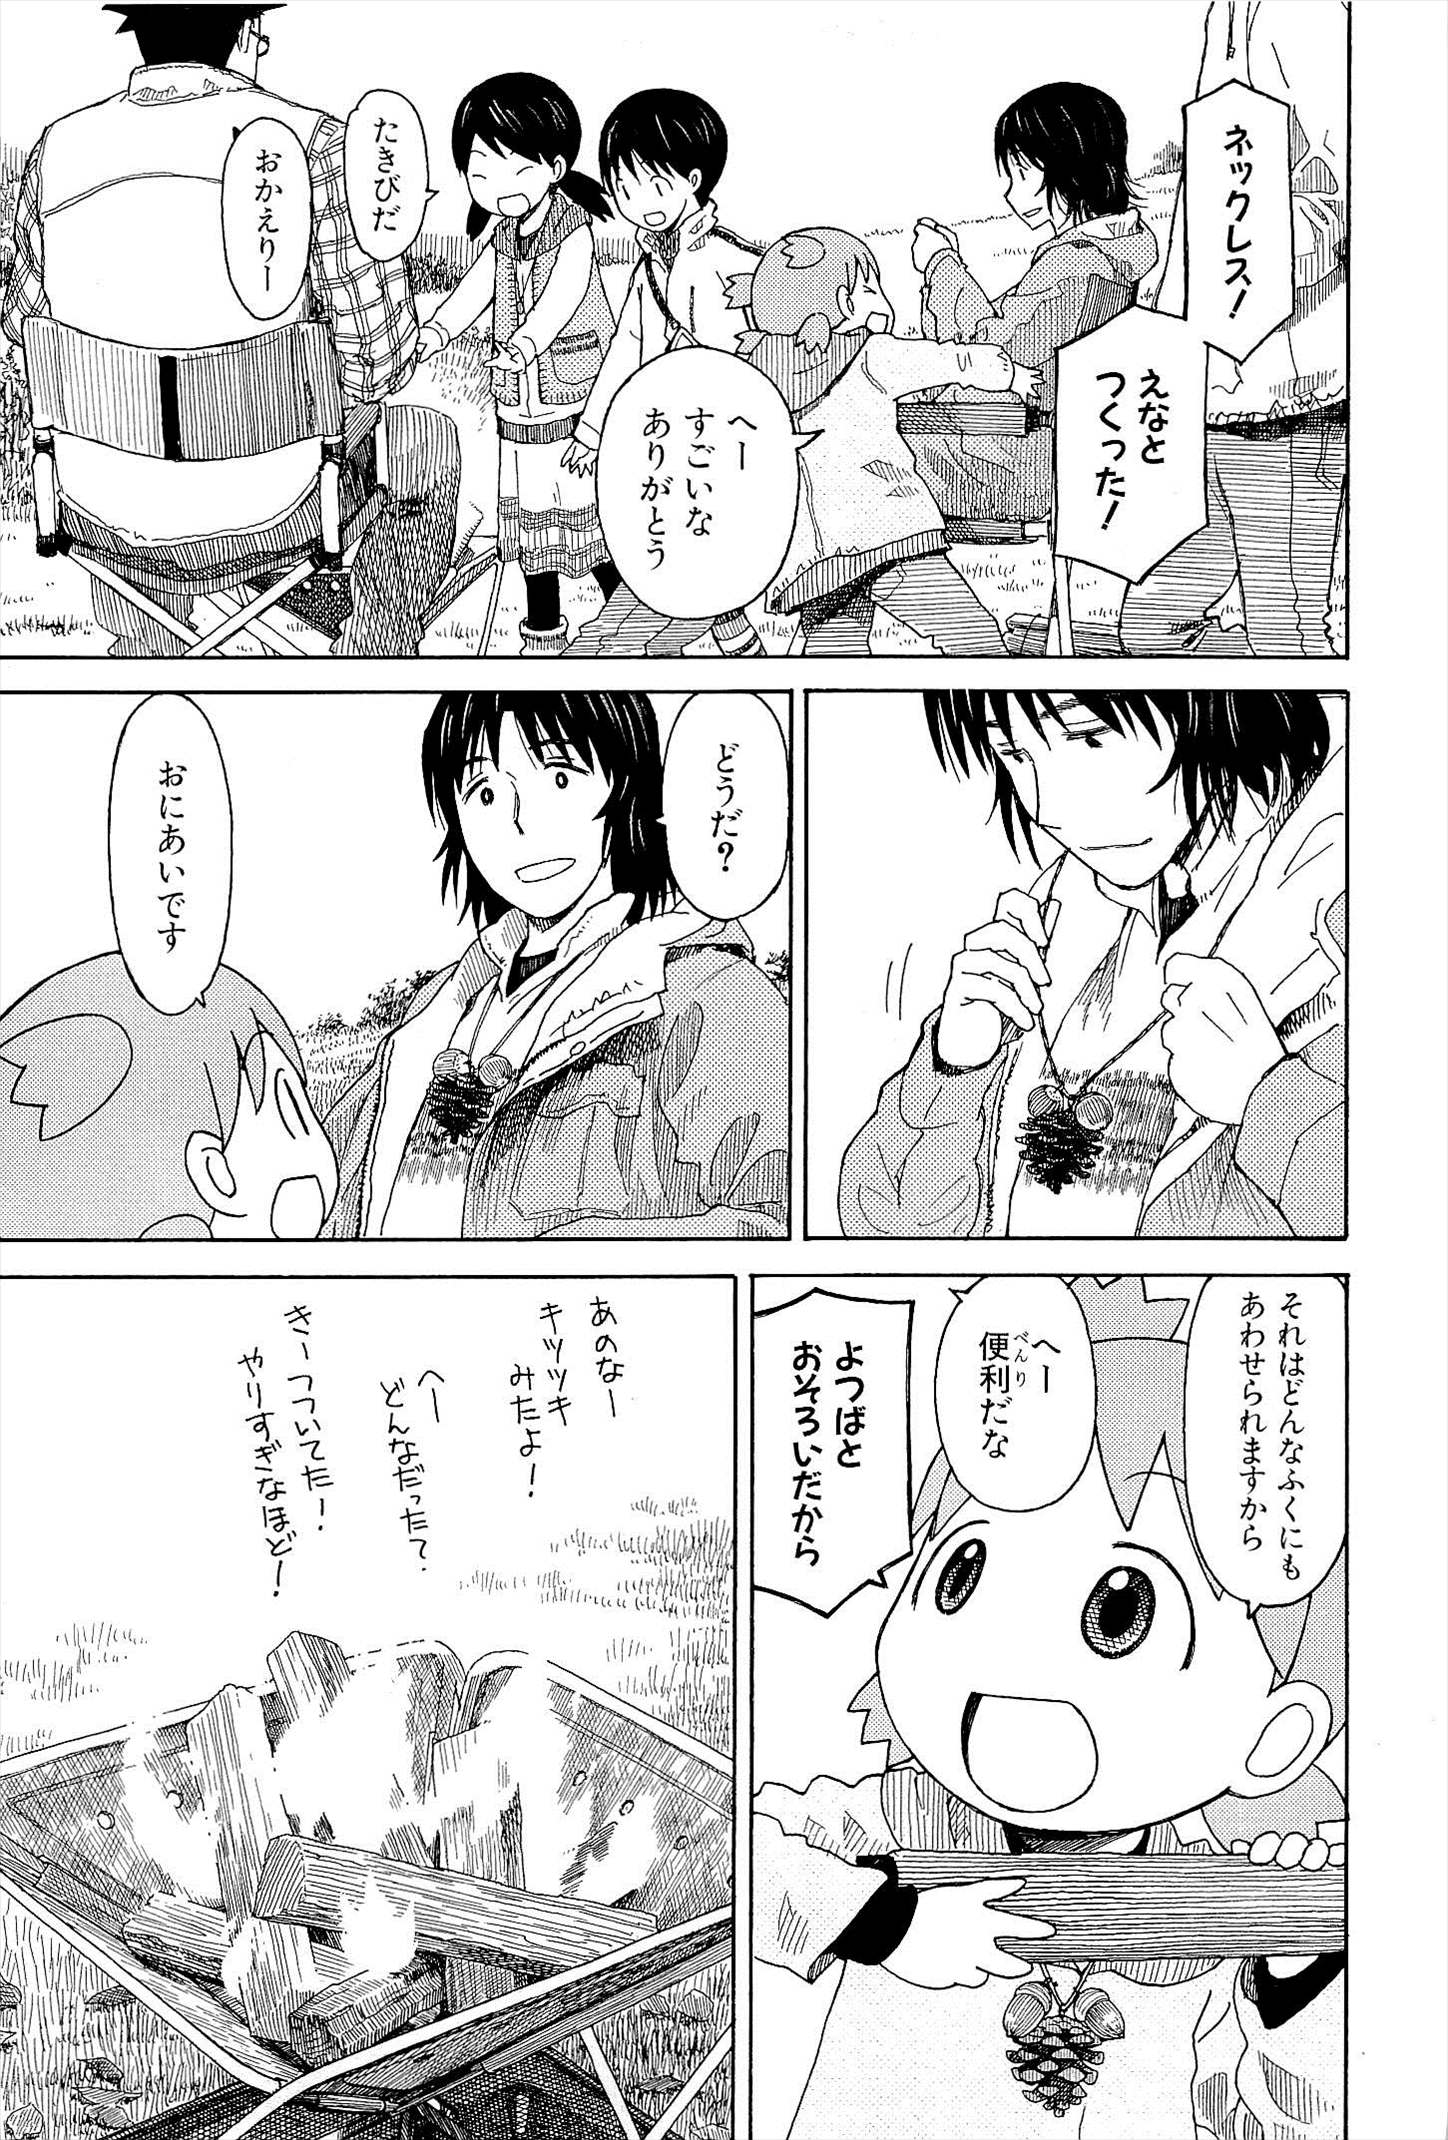 ネックレス!
えなと
つくった!
へー
すごいな
ありがとう
たきびだ
おかえりー
どうだ?
おにあいです
それはどんなふくにも
あわせられますから
へー
便利だな
べんり
よつばと
おそろいだから
あのなー
キツツキ
みたよ!
へー
どんなだった?
きーつついてた!
やりすぎなほど!